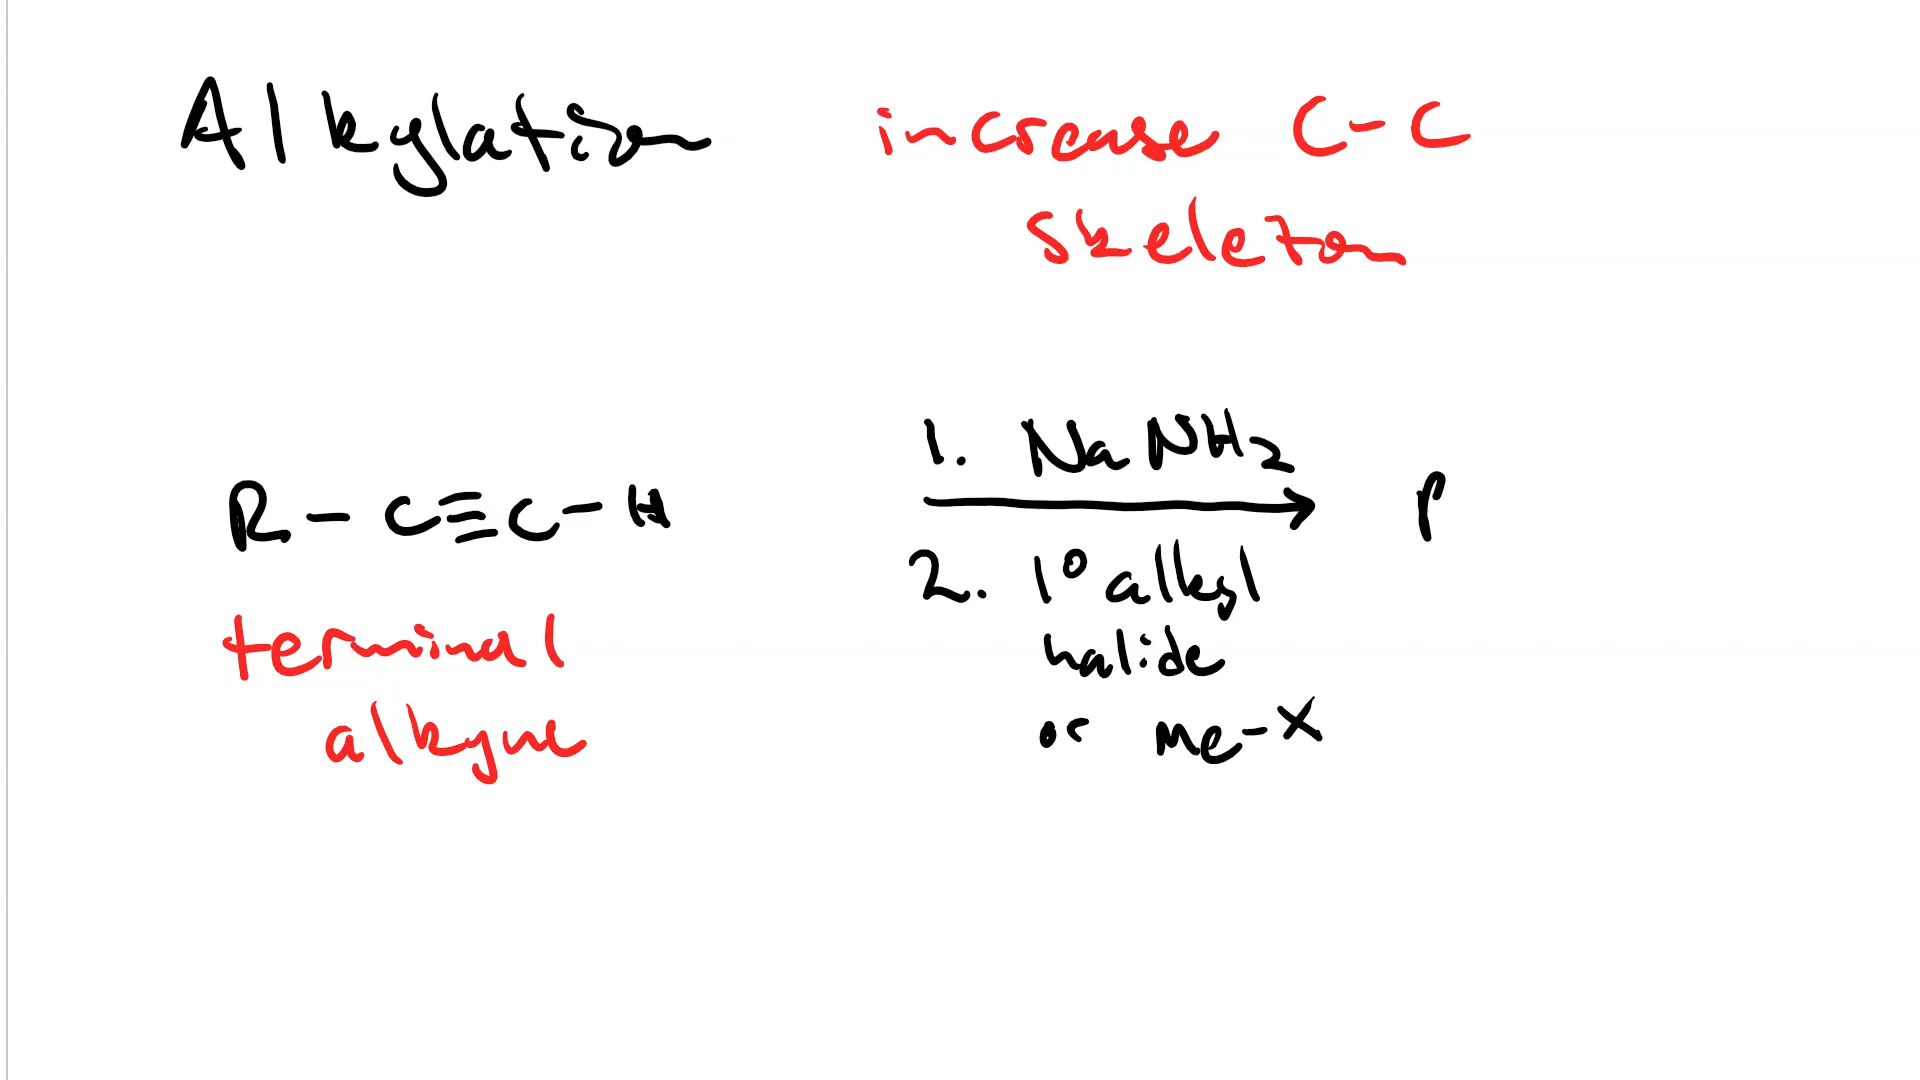 Alkylation
increase C-C
skeleton
R-C≡C-H
1. NaNH2
2. 1° alkyl
halide
or Me-X
terminal
alkyne